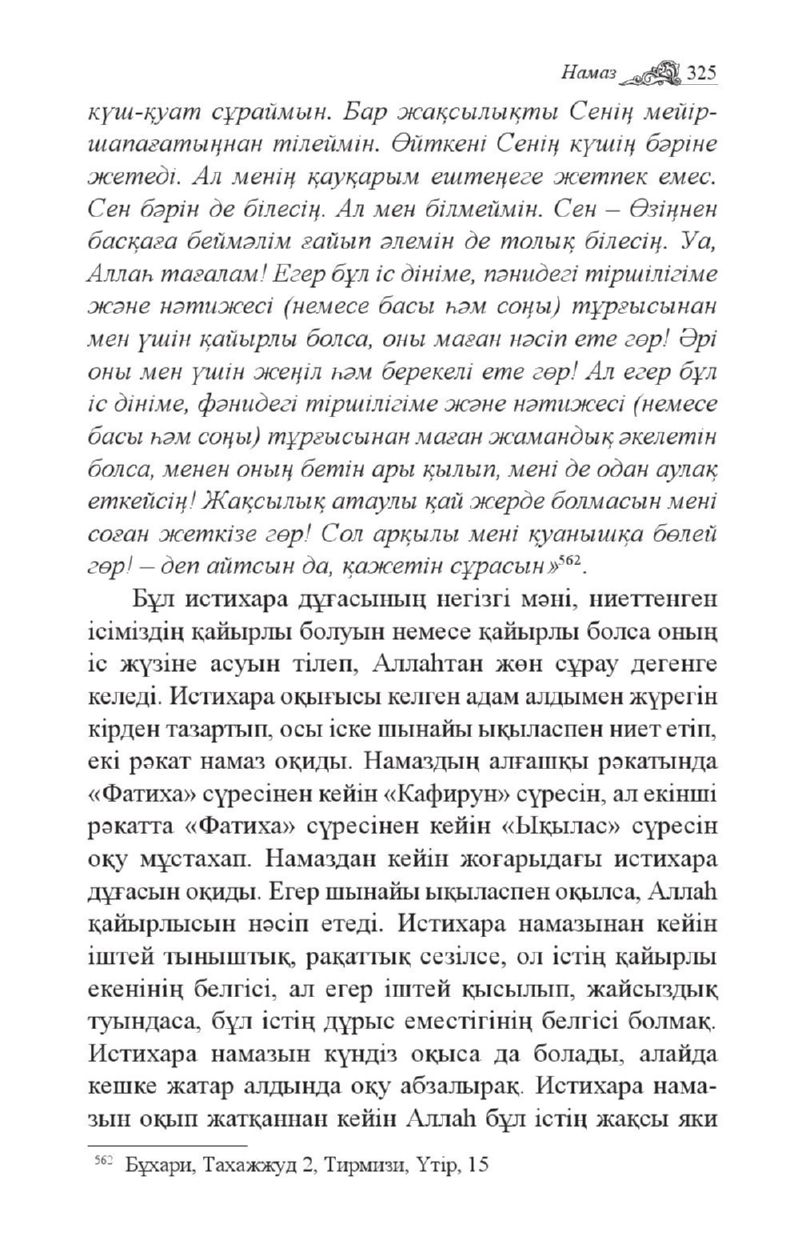 Намаз 325
күш-қуат сұраймын. Бар жақсылықты Сенің мейір-
шапағатыңнан тілеймін. Өйткені Сенің күшің бәріне
жетеді. Ал менің қауқарым ештеңеге жетпек емес.
Сен бәрін де білесің. Ал мен білмеймін. Сен – Өзіңнен
басқаға беймәлім ғайып әлемін де толық білесің. Уа,
Аллаһ тағалам! Егер бұл іс дініме, пәнидегі тіршілігіме
және нәтижесі (немесе басы һәм соңы) тұрғысынан
мен үшін қайырлы болса, оны маған нәсіп ете гөр! Әрі
оны мен үшін жеңіл һәм берекелі ете гөр! Ал егер бұл
іс дініме, фәнидегі тіршілігіме және нәтижесі (немесе
басы һәм соңы) тұрғысынан маған жамандық әкелетін
болса, менен оның бетін ары қылып, мені де одан аулақ
еткейсің! Жақсылық атаулы қай жерде болмасын мені
соған жеткізе гөр! Сол арқылы мені қуанышқа бөлей
гөр! – деп айтсын да, қажетін сұрасын»⁵⁶².
Бұл истихара дұғасының негізгі мәні, ниеттенген
ісіміздің қайырлы болуын немесе қайырлы болса оның
іс жүзіне асуын тілеп, Аллаһтан жөн сұрау дегенге
келеді. Истихара оқығысы келген адам алдымен жүрегін
кірден тазартып, осы іске шынайы ықыласпен ниет етіп,
екі рәкат намаз оқиды. Намаздың алғашқы рәкатында
«Фатиха» сүресінен кейін «Кафирун» сүресін, ал екінші
рәкатта «Фатиха» сүресінен кейін «Ықылас» сүресін
оқу мұстахап. Намаздан кейін жоғарыдағы истихара
дұғасын оқиды. Егер шынайы ықыласпен оқылса, Аллаһ
қайырлысын нәсіп етеді. Истихара намазынан кейін
іштей тыныштық, рақаттық сезілсе, ол істің қайырлы
екенінің белгісі, ал егер іштей қысылып, жайсыздық
туындаса, бұл істің дұрыс еместігінің белгісі болмақ.
Истихара намазын күндіз оқыса да болады, алайда
кешке жатар алдында оқу абзалырақ. Истихара нама-
зын оқып жатқаннан кейін Аллаһ бұл істің жақсы яки
⁵⁶² Бұхари, Тахажжуд 2, Тирмизи, Үтір, 15